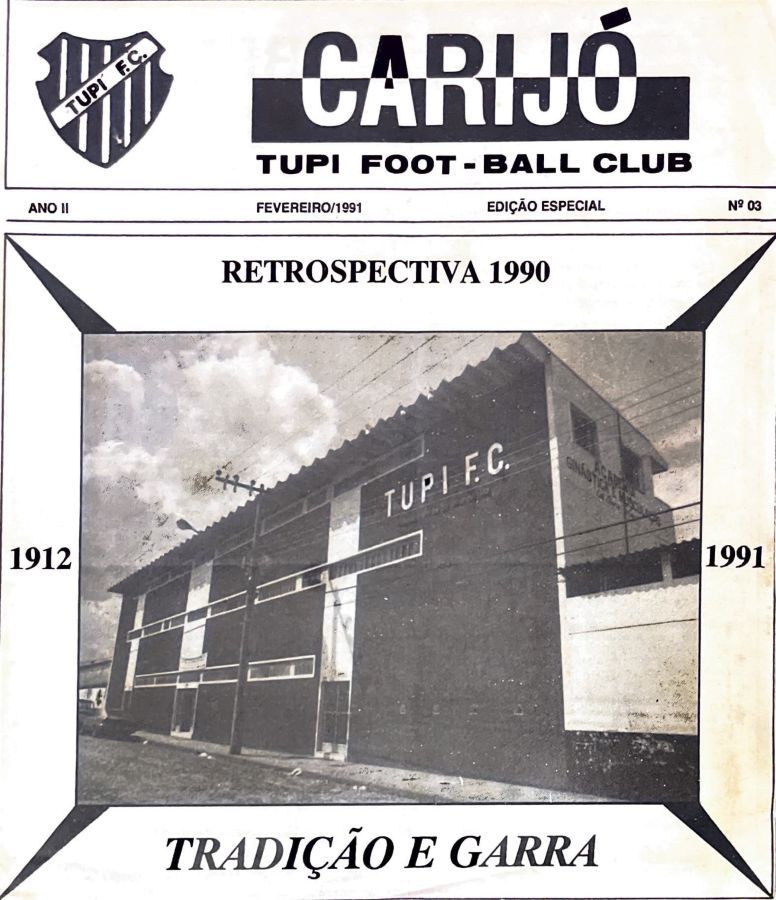 TUPI F.C.
CARIJÓ
TUPI FOOT-BALL CLUB
ANO II FEVEREIRO/1991 EDIÇÃO ESPECIAL Nº 03
RETROSPECTIVA 1990
TUPI F.C.
1912
1991
TRADIÇÃO E GARRA